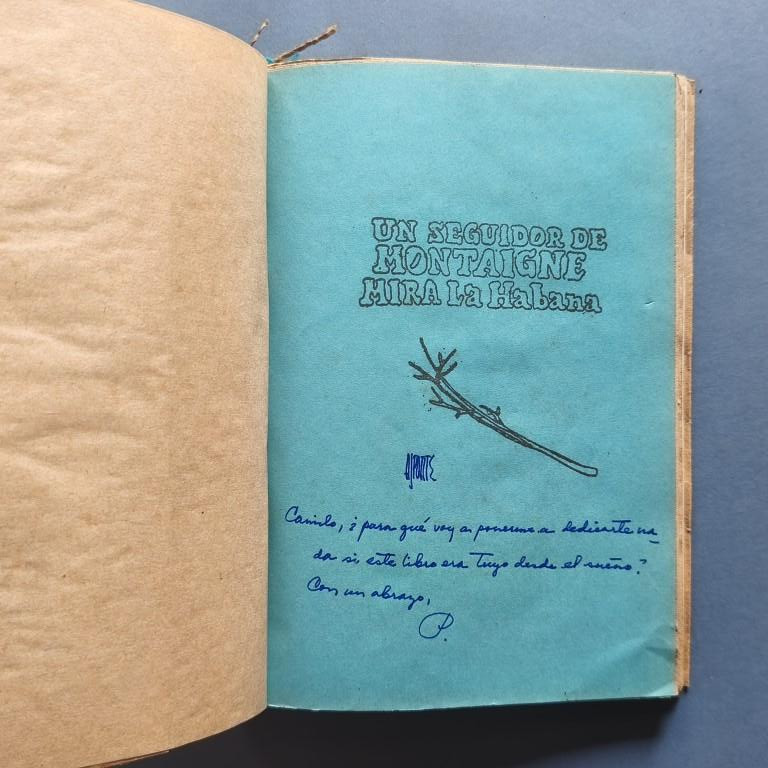 UN SEGUIDOR DE
MONTAIGNE
MIRA La Habana
Camilo, ¿para qué voy a ponerme a dedicarte na-
da si este libro era tuyo desde el sueño?
Con un abrazo,
P.